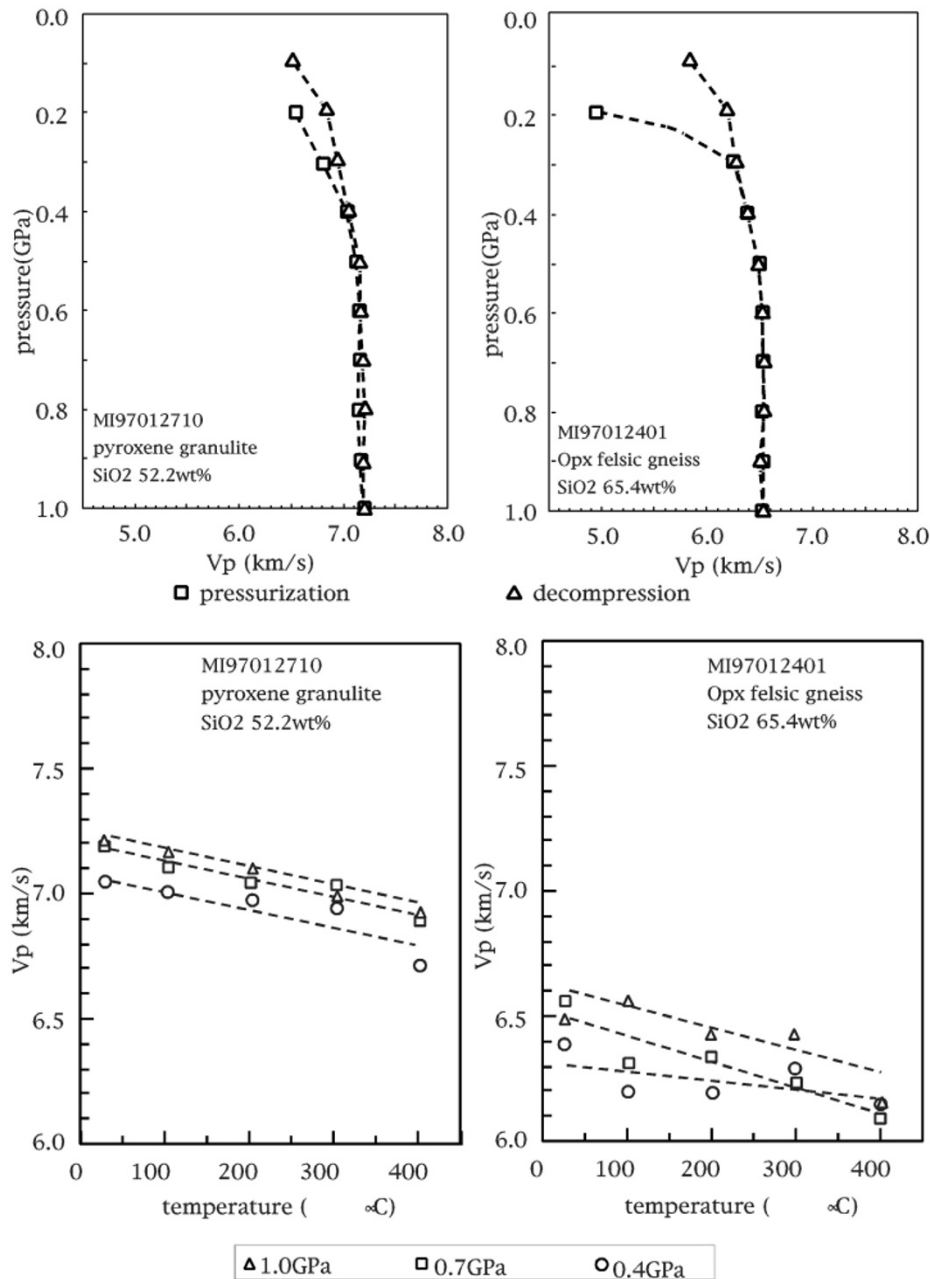 0.0
0.2
0.4
0.6
0.8
1.0
pressure(GPa)
MI97012710
pyroxene granulite
SiO2 52.2wt%
5.0 6.0 7.0 8.0
Vp (km/s)
0.0
0.2
0.4
0.6
0.8
1.0
pressure(GPa)
MI97012401
Opx felsic gneiss
SiO2 65.4wt%
5.0 6.0 7.0 8.0
Vp (km/s)
pressurization decompression
8.0
7.5
7.0
6.5
6.0
Vp (km/s)
MI97012710
pyroxene granulite
SiO2 52.2wt%
0 100 200 300 400
temperature ( ∝C)
8.0
7.5
7.0
6.5
6.0
Vp (km/s)
MI97012401
Opx felsic gneiss
SiO2 65.4wt%
0 100 200 300 400
temperature ( ∝C)
1.0GPa 0.7GPa 0.4GPa